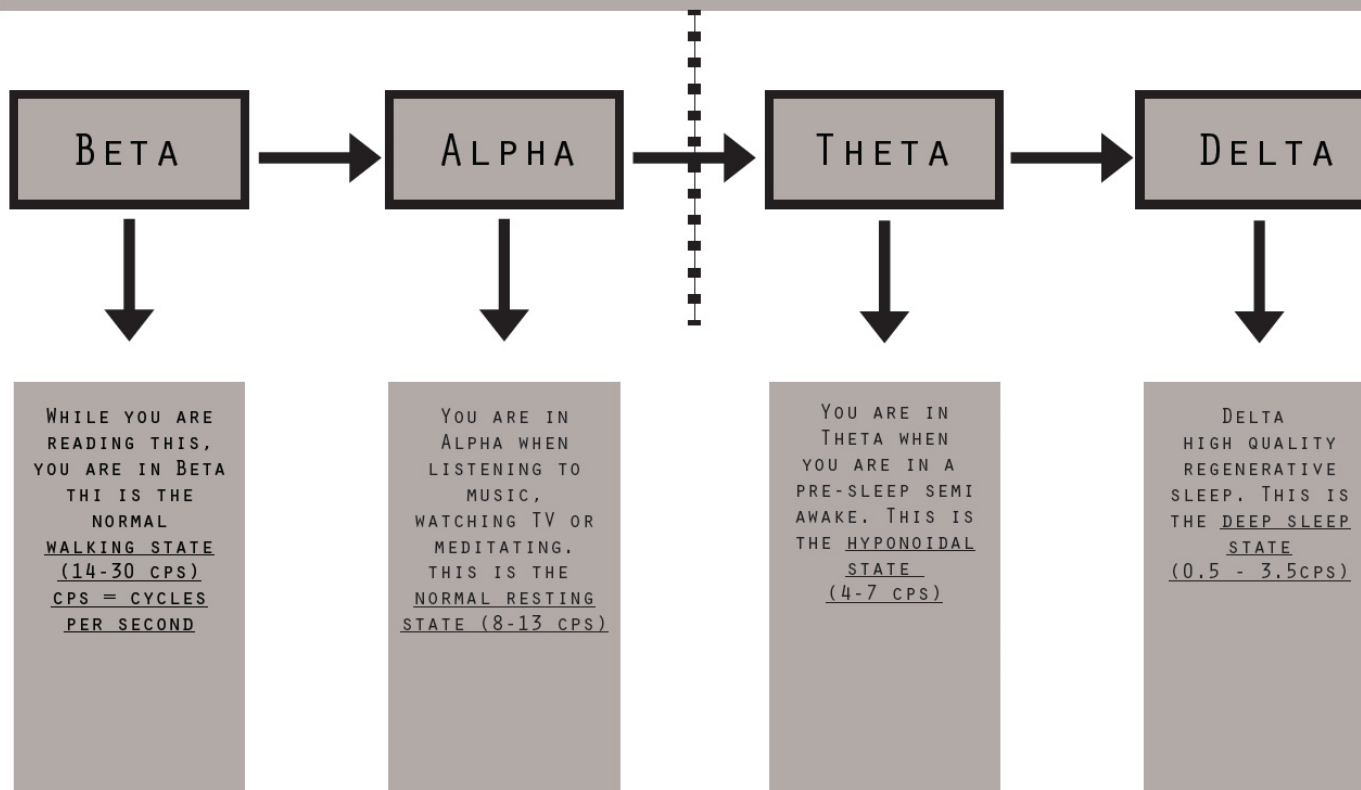 Beta
Alpha
Theta
Delta
While you are
reading this,
you are in Beta
thi is the
normal
walking state
(14-30 cps)
cps = cycles
per second
You are in
Alpha when
listening to
music,
watching TV or
meditating.
this is the
normal resting
state (8-13 cps)
You are in
Theta when
you are in a
pre-sleep semi
awake. This is
the hyponoidal
state
(4-7 cps)
Delta
high quality
regenerative
sleep. This is
the deep sleep
state
(0.5 - 3.5cps)